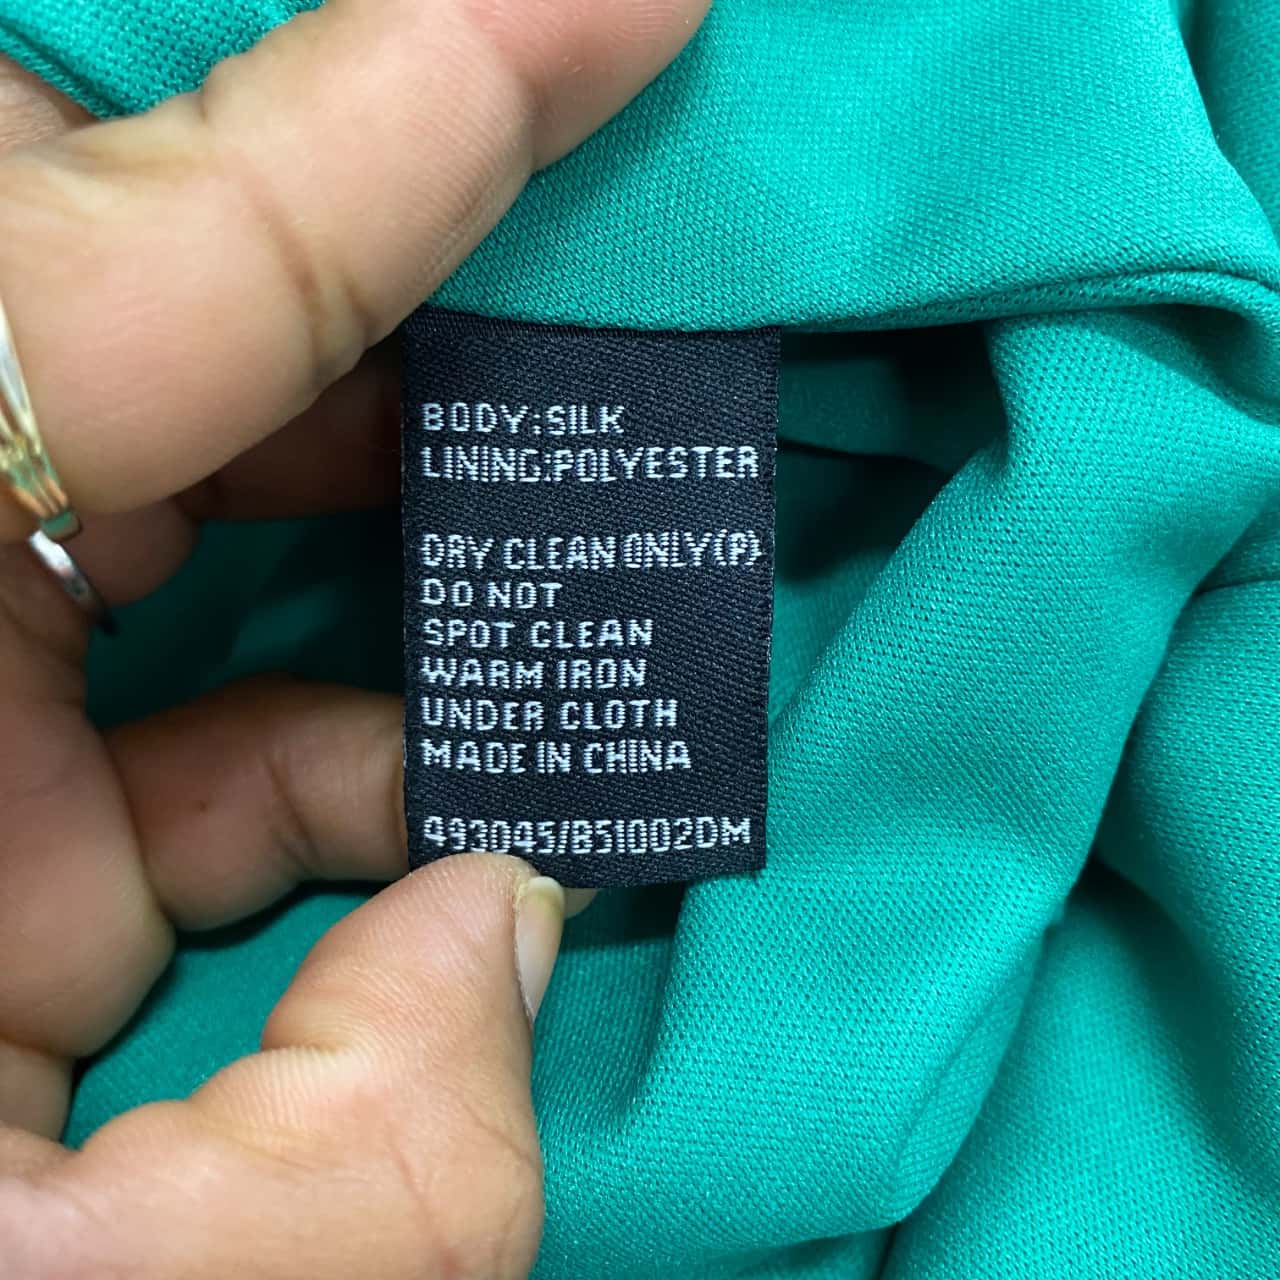 BODY:SILK
LINING:POLYESTER
DRY CLEAN ONLY(P)
DO NOT
SPOT CLEAN
WARM IRON
UNDER CLOTH
MADE IN CHINA
493045/B51002DM